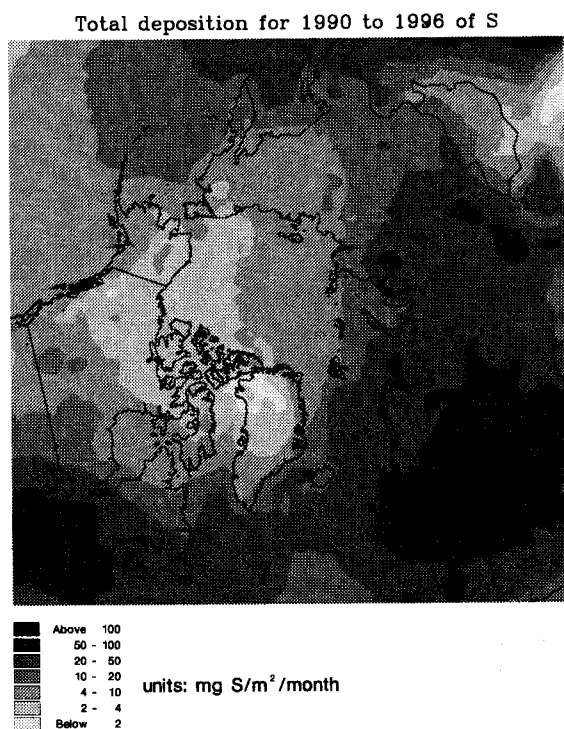 Total deposition for 1990 to 1996 of S
Above 100
50 - 100
20 - 50
10 - 20
4 - 10
2 - 4
Below 2
units: mg S/m²/month